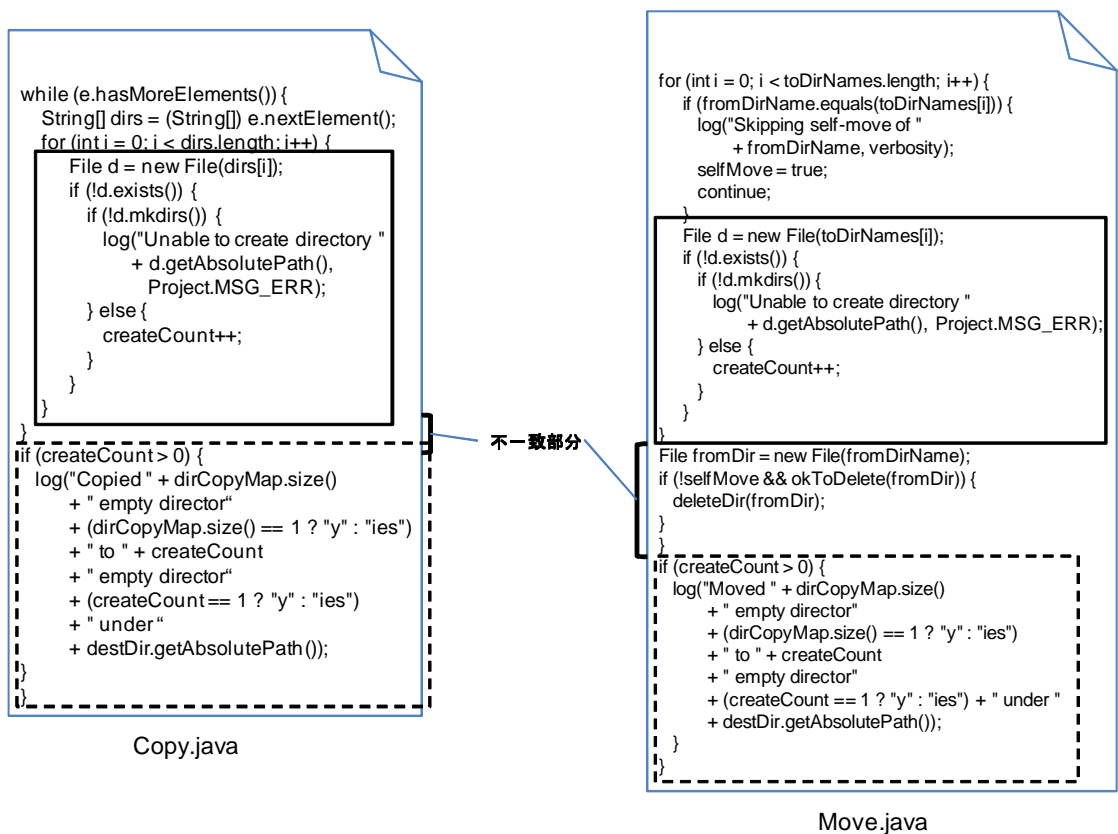 while (e.hasMoreElements()) {
String[] dirs = (String[]) e.nextElement();
for (int i = 0; i < dirs.length; i++) {
File d = new File(dirs[i]);
if (!d.exists()) {
if (!d.mkdirs()) {
log("Unable to create directory "
+ d.getAbsolutePath(),
Project.MSG_ERR);
} else {
createCount++;
}
}
}
}
if (createCount > 0) {
log("Copied " + dirCopyMap.size()
+ " empty director“
+ (dirCopyMap.size() == 1 ? "y" : "ies")
+ " to " + createCount
+ " empty director“
+ (createCount == 1 ? "y" : "ies")
+ " under “
+ destDir.getAbsolutePath());
}
}
Copy.java
不一致部分
for (int i = 0; i < toDirNames.length; i++) {
if (fromDirName.equals(toDirNames[i])) {
log("Skipping self-move of "
+ fromDirName, verbosity);
selfMove = true;
continue;
}
File d = new File(toDirNames[i]);
if (!d.exists()) {
if (!d.mkdirs()) {
log("Unable to create directory "
+ d.getAbsolutePath(), Project.MSG_ERR);
} else {
createCount++;
}
}
}
File fromDir = new File(fromDirName);
if (!selfMove && okToDelete(fromDir)) {
deleteDir(fromDir);
}
}
if (createCount > 0) {
log("Moved " + dirCopyMap.size()
+ " empty director"
+ (dirCopyMap.size() == 1 ? "y" : "ies")
+ " to " + createCount
+ " empty director"
+ (createCount == 1 ? "y" : "ies") + " under "
+ destDir.getAbsolutePath());
}
}
Move.java